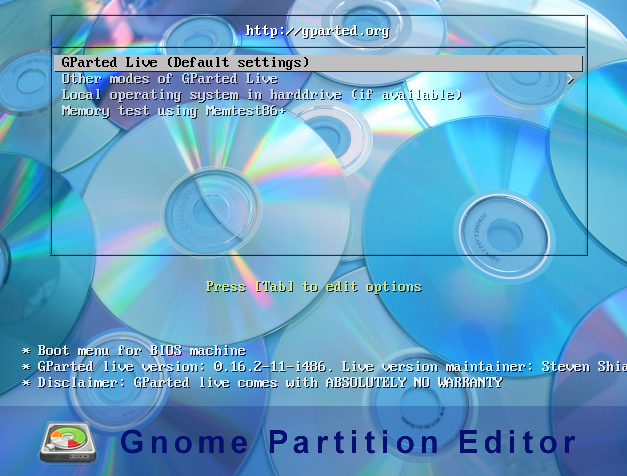 http://gparted.org
GParted Live (Default settings)
Other modes of GParted Live >
Local operating system in harddrive (if available)
Memory test using Memtest86+
Press [Tab] to edit options
* Boot menu for BIOS machine
* GParted live version: 0.16.2-11-i486. Live version maintainer: Steven Shia
* Disclaimer: GParted live comes with ABSOLUTELY NO WARRANTY
Gnome Partition Editor